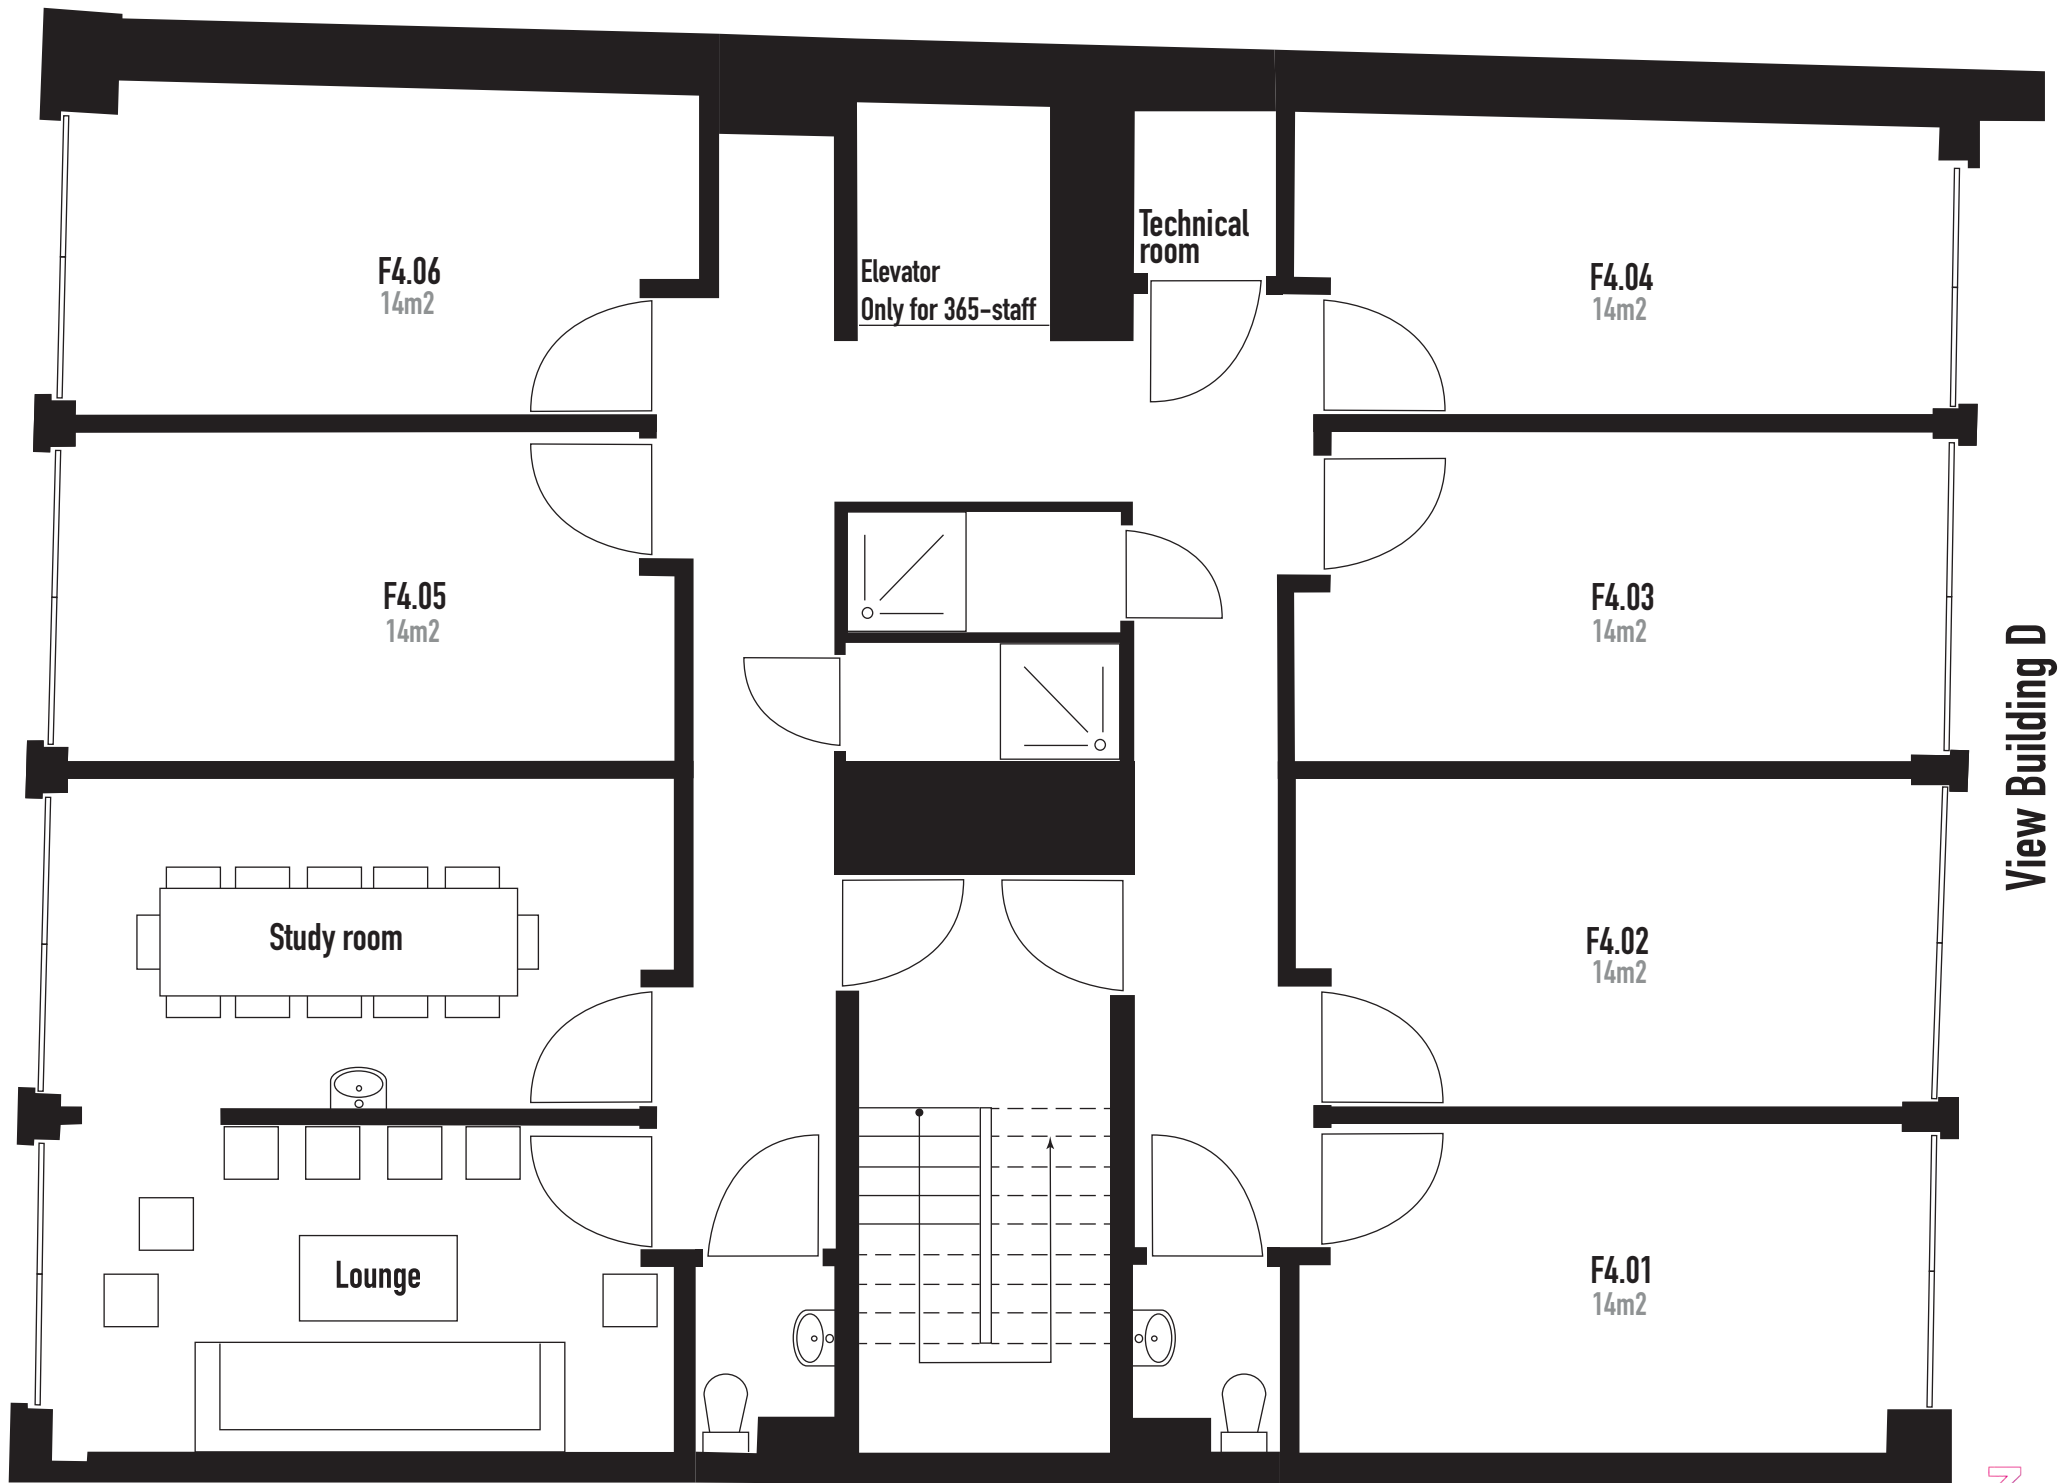 Technical
room
F4.06
14m2
Elevator
Only for 365-staff
F4.04
14m2
F4.05
14m2
F4.03
14m2
View Building D
Study room
F4.02
14m2
Lounge
F4.01
14m2